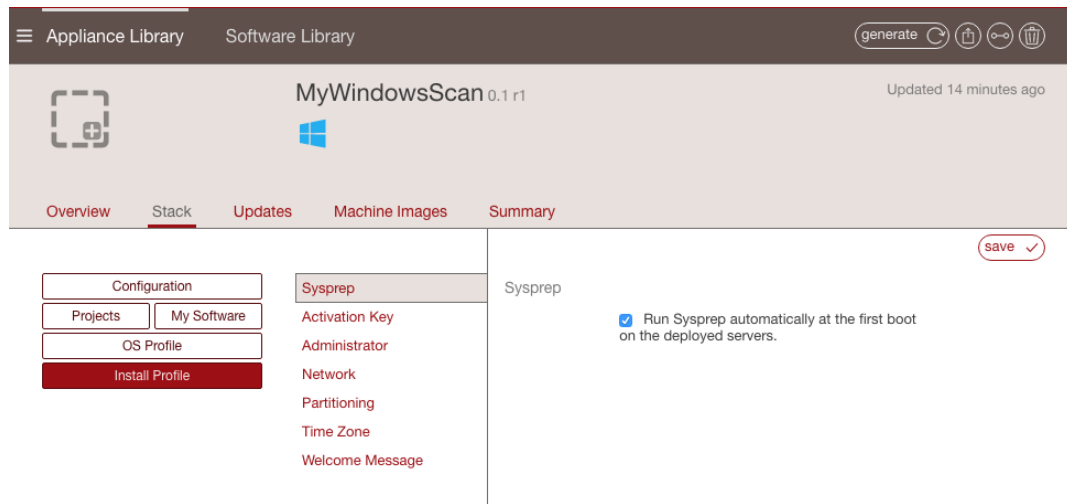 Appliance Library Software Library generate
MyWindowsScan 0.1 r1 Updated 14 minutes ago
Overview Stack Updates Machine Images Summary
save
Configuration
Projects My Software
OS Profile
Install Profile
Sysprep
Activation Key
Administrator
Network
Partitioning
Time Zone
Welcome Message
Sysprep
Run Sysprep automatically at the first boot
on the deployed servers.